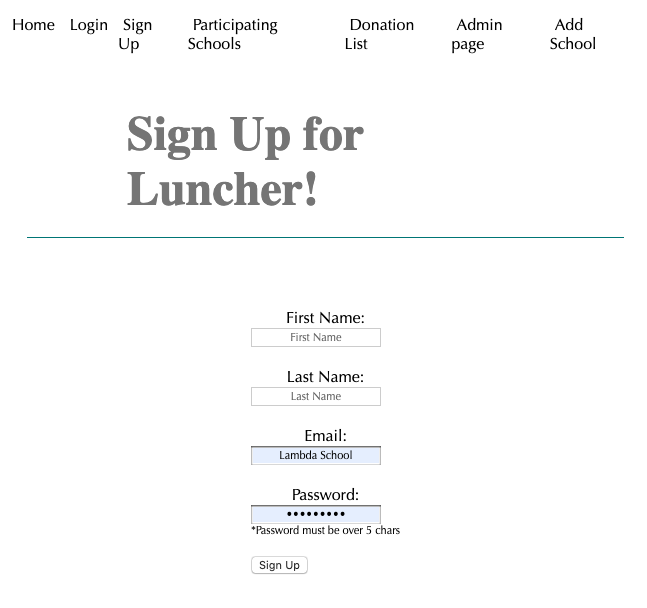 Home Login Sign Participating Donation Admin Add
Up Schools List page School
Sign Up for
Luncher!
First Name:
First Name
Last Name:
Last Name
Email:
Lambda School
Password:
•••••••••
*Password must be over 5 chars
Sign Up